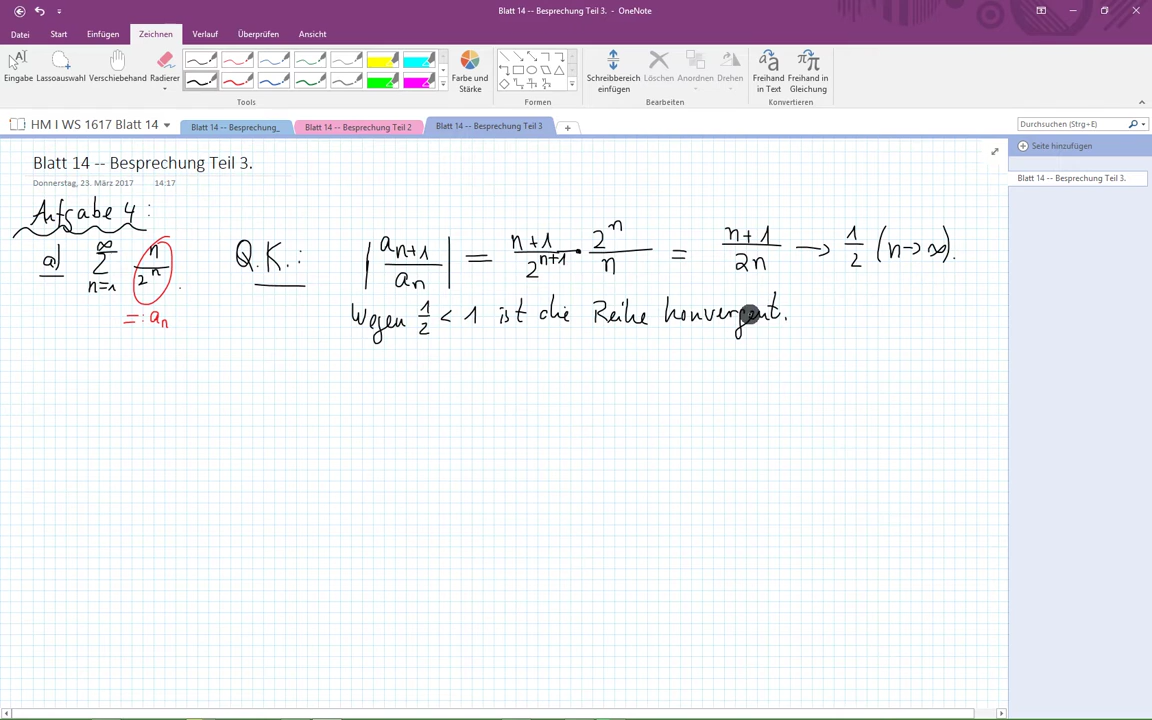 Blatt 14 -- Besprechung Teil 3. - OneNote
Datei Start Einfügen Zeichnen Verlauf Überprüfen Ansicht
Eingabe Lassoauswahl Verschiebehand Radierer Farbe und Stärke Schreibbereich einfügen Löschen Anordnen Drehen Freihand in Text Freihand in Gleichung
Tools Formen Bearbeiten Konvertieren
HM I WS 1617 Blatt 14 Blatt 14 -- Besprechung_ Blatt 14 -- Besprechung Teil 2 Blatt 14 -- Besprechung Teil 3 Durchsuchen (Strg+E)
Seite hinzufügen
Blatt 14 -- Besprechung Teil 3.
Blatt 14 -- Besprechung Teil 3.
Donnerstag, 23. März 2017 14:17
Aufgabe 4:
a) ∑_{n=1}^{∞} n/2^n . Q.K.: |a_{n+1}/a_n| = (n+1)/2^{n+1} · 2^n/n = (n+1)/(2n) → 1/2 (n→∞).
=: a_n
Wegen 1/2 < 1 ist die Reihe konvergent.